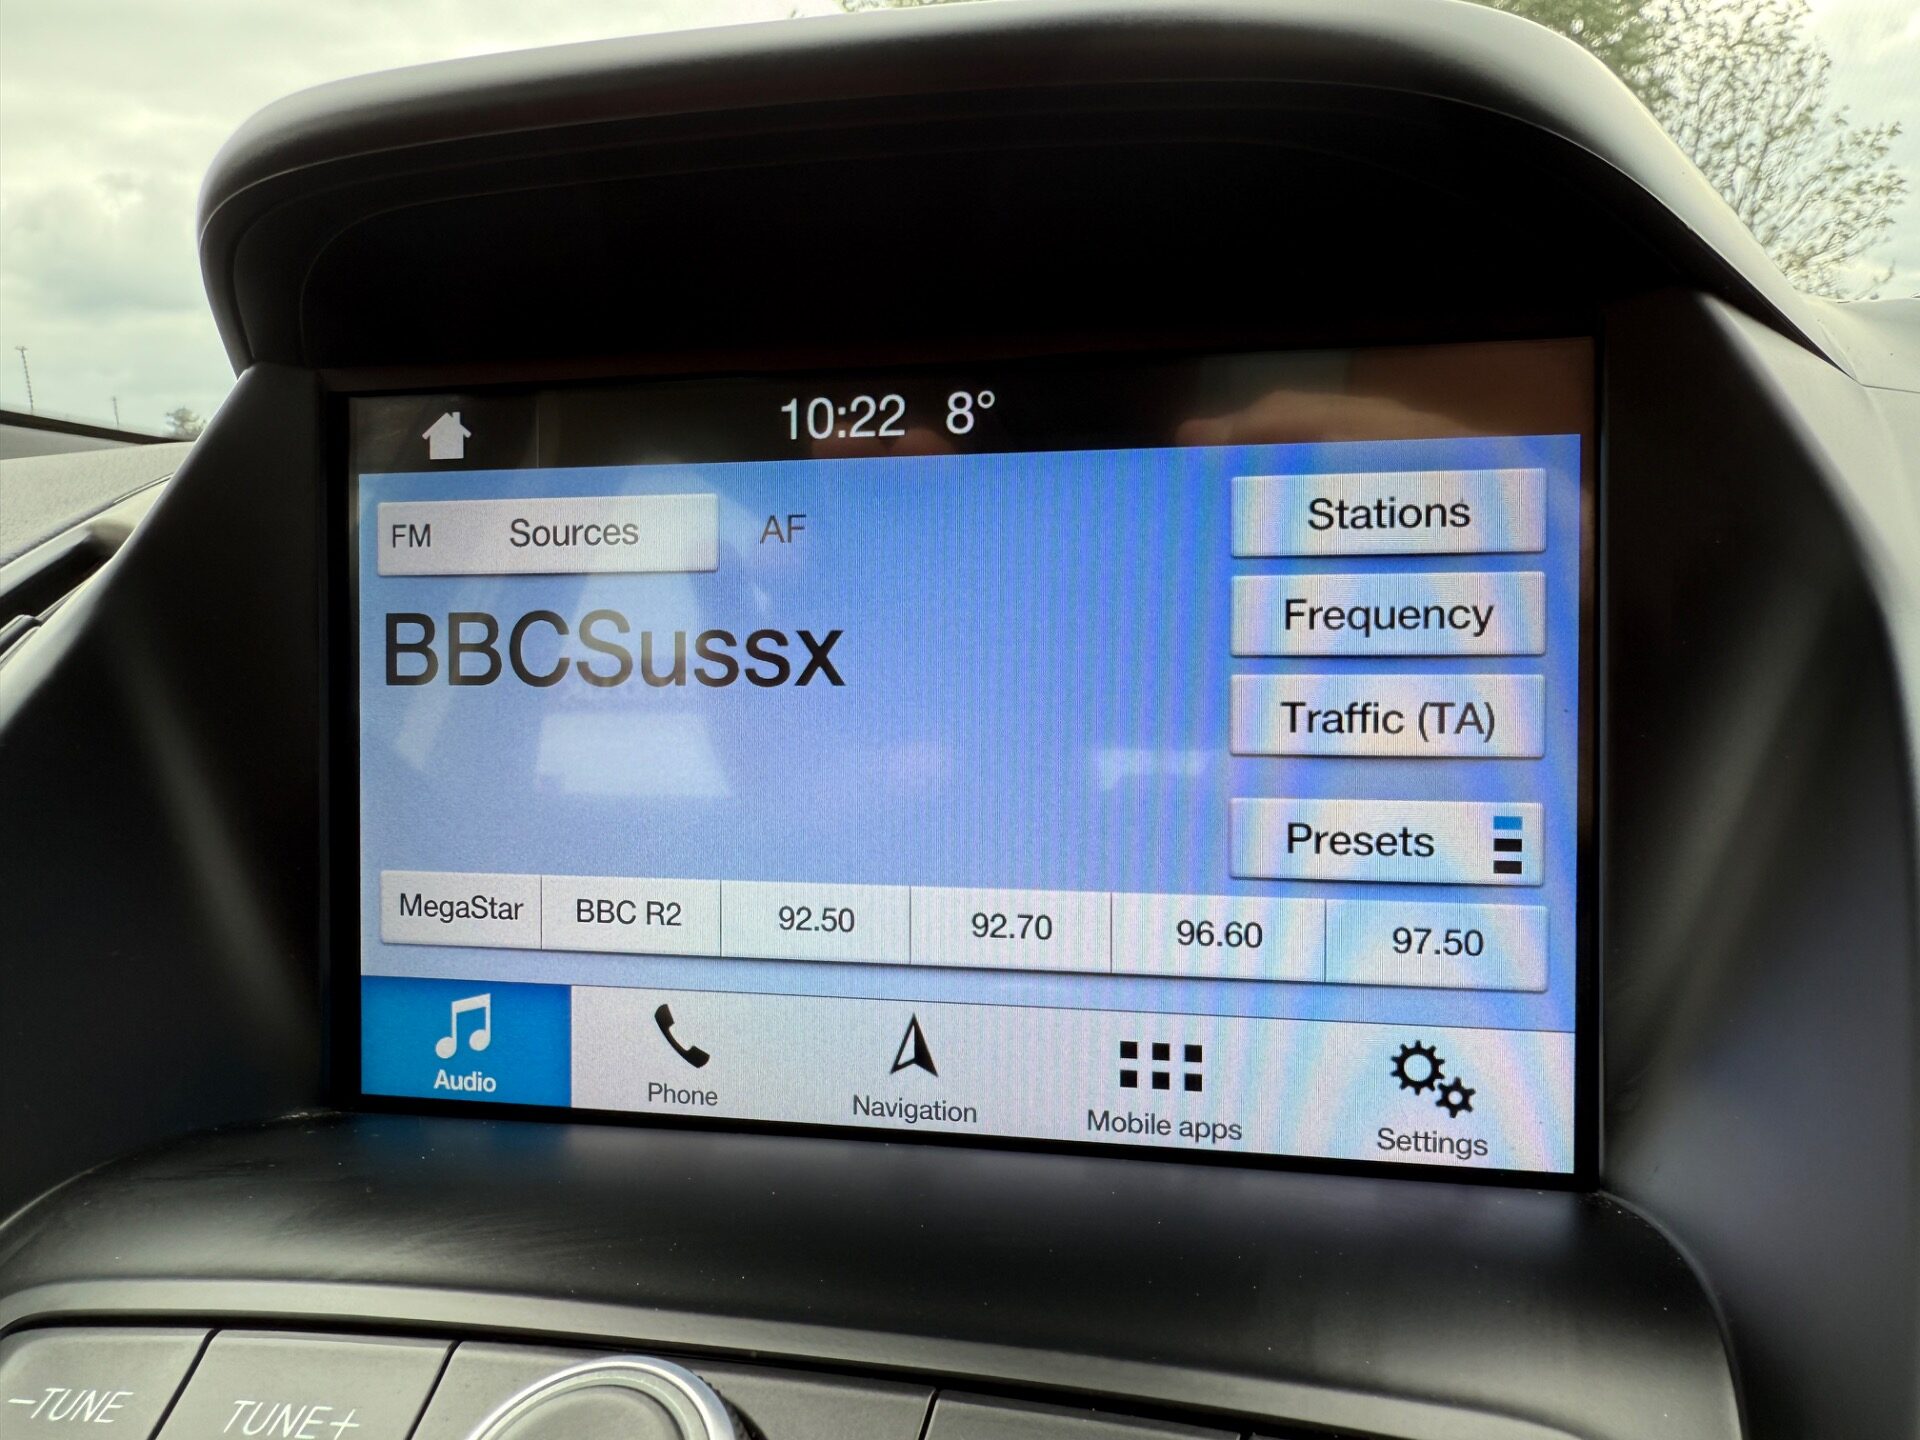 10:22 8°
FM Sources AF
Stations
BBCSussx
Frequency
Traffic (TA)
Presets
MegaStar BBC R2 92.50 92.70 96.60 97.50
Audio Phone Navigation Mobile apps Settings
–TUNE TUNE+